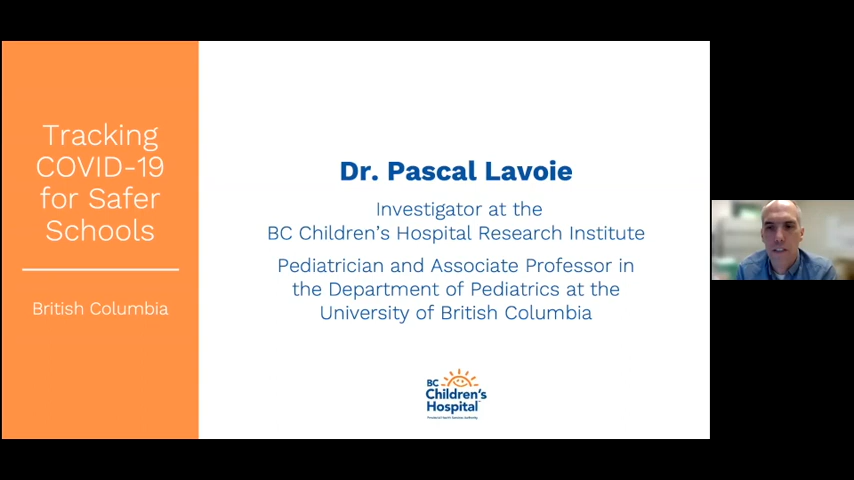 Tracking
COVID-19
for Safer
Schools
British Columbia
Dr. Pascal Lavoie
Investigator at the
BC Children's Hospital Research Institute
Pediatrician and Associate Professor in
the Department of Pediatrics at the
University of British Columbia
BC
Children's
Hospital